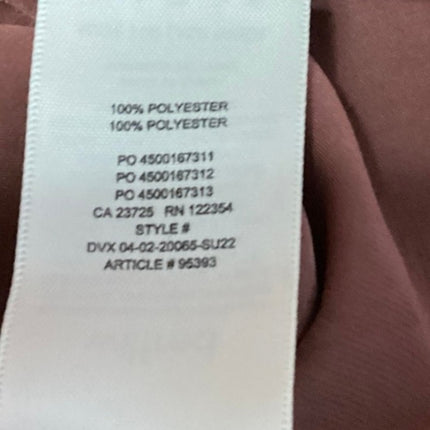 100% POLYESTER
100% POLYESTER
PO 4500167311
PO 4500167312
PO 4500167313
CA 23725 RN 122354
STYLE #
DVX 04-02-20065-SU22
ARTICLE # 95393